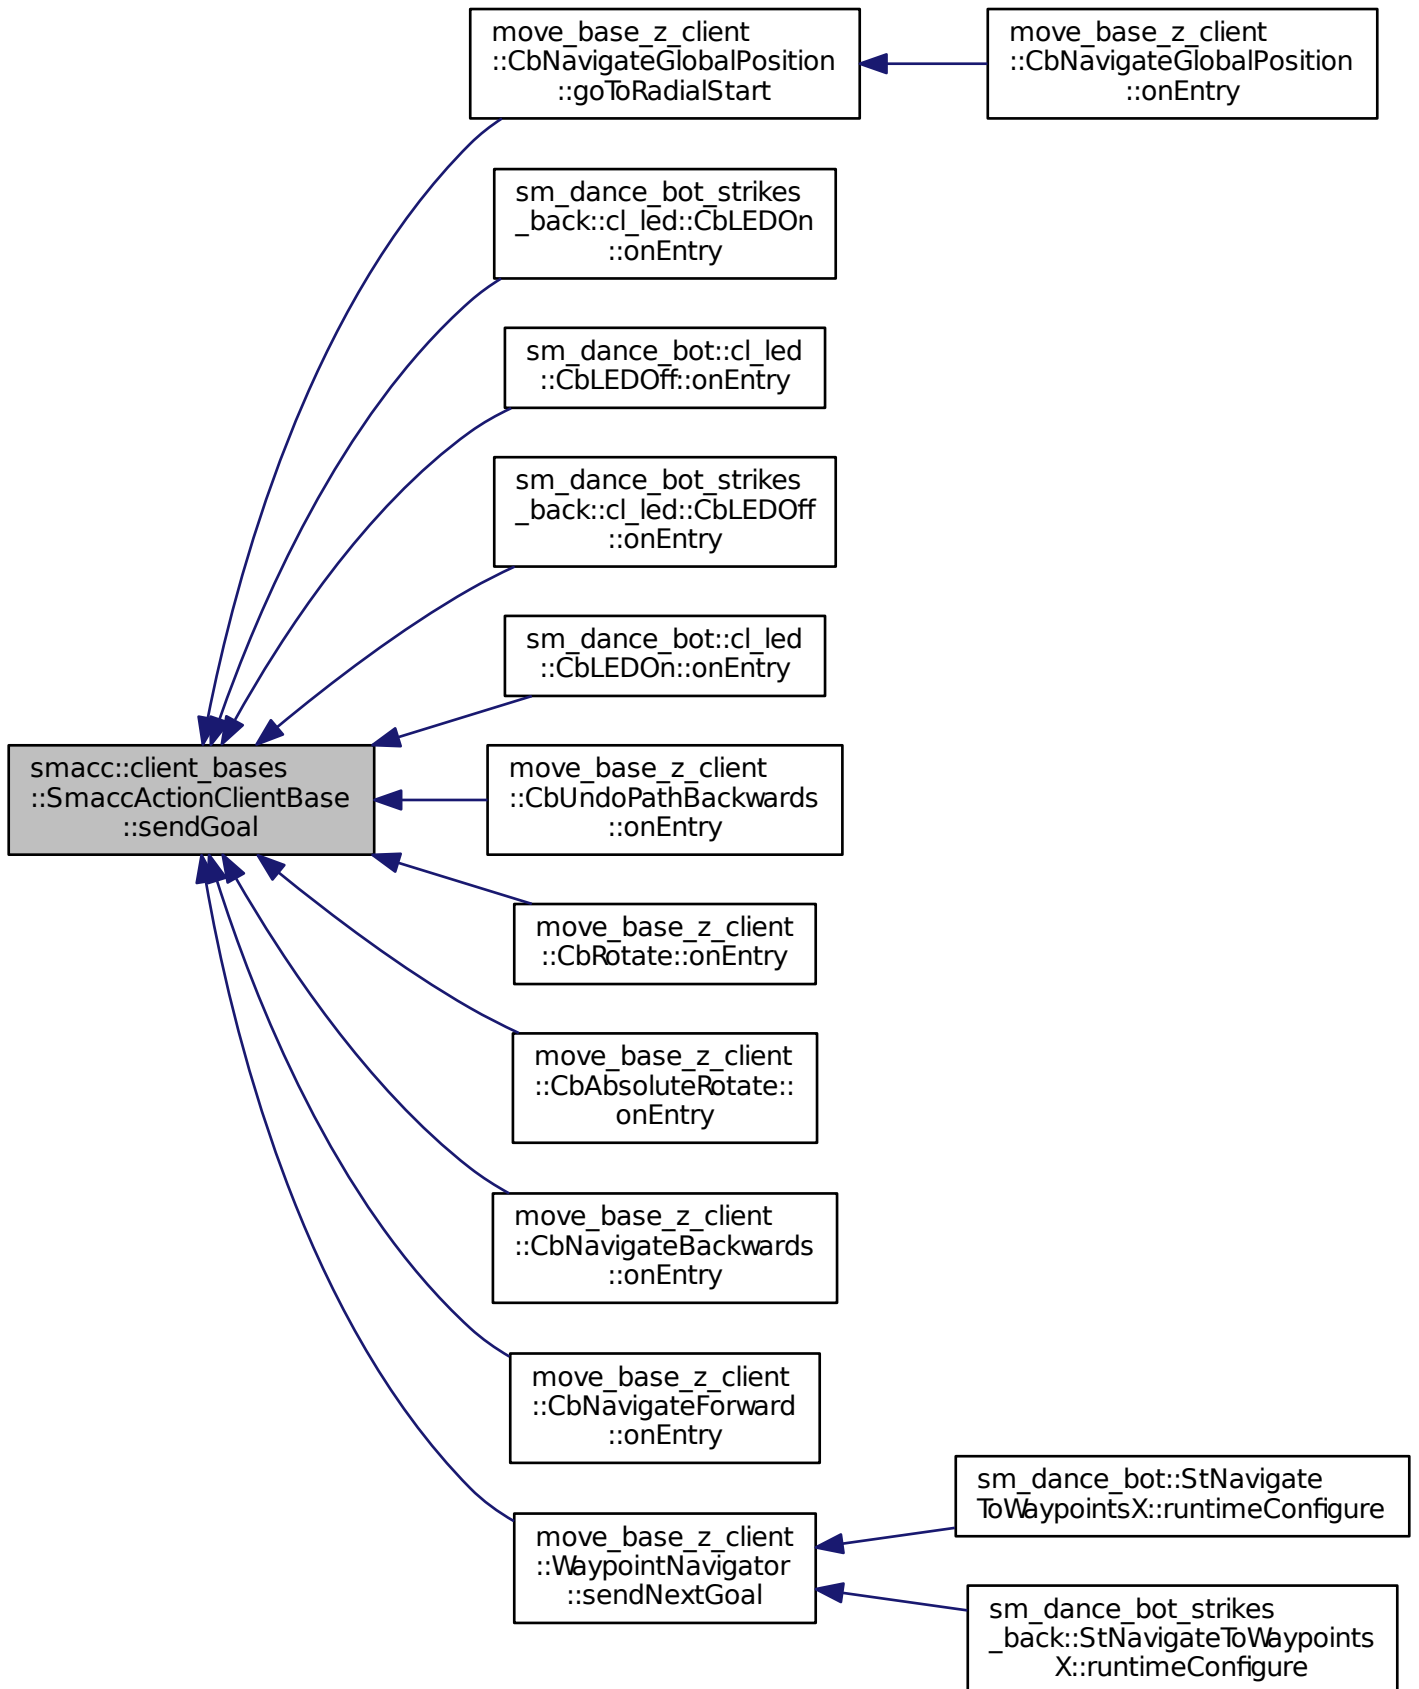 move_base_z_client
::CbNavigateGlobalPosition
::goToRadialStart
move_base_z_client
::CbNavigateGlobalPosition
::onEntry
sm_dance_bot_strikes
_back::cl_led::CbLEDOn
::onEntry
sm_dance_bot::cl_led
::CbLEDOff::onEntry
sm_dance_bot_strikes
_back::cl_led::CbLEDOff
::onEntry
sm_dance_bot::cl_led
::CbLEDOn::onEntry
smacc::client_bases
::SmaccActionClientBase
::sendGoal
move_base_z_client
::CbUndoPathBackwards
::onEntry
move_base_z_client
::CbRotate::onEntry
move_base_z_client
::CbAbsoluteRotate::
onEntry
move_base_z_client
::CbNavigateBackwards
::onEntry
move_base_z_client
::CbNavigateForward
::onEntry
move_base_z_client
::WaypointNavigator
::sendNextGoal
sm_dance_bot::StNavigate
ToWaypointsX::runtimeConfigure
sm_dance_bot_strikes
_back::StNavigateToWaypoints
X::runtimeConfigure